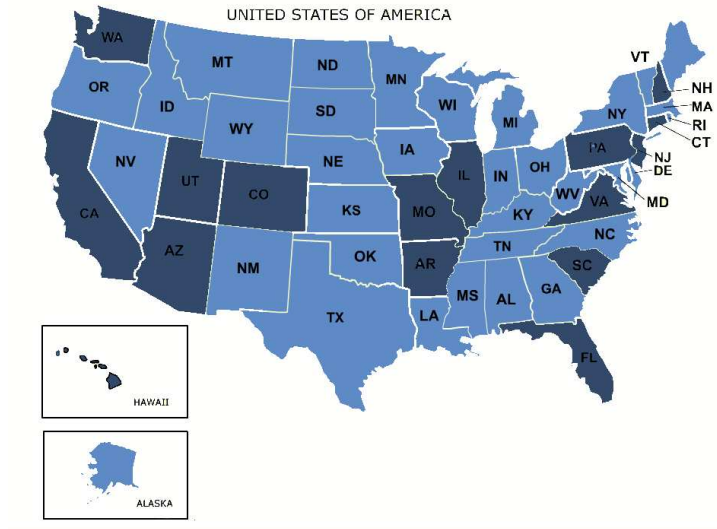 UNITED STATES OF AMERICA
WA
MT
ND
MN
VT
OR
ID
SD
WI
MI
NY
NH
MA
RI
CT
WY
IA
PA
NJ
NV
NE
IL
IN
OH
DE
UT
CO
WV
MD
CA
KS
MO
KY
VA
AZ
NM
OK
AR
TN
NC
SC
TX
LA
MS
AL
GA
FL
HAWAII
ALASKA